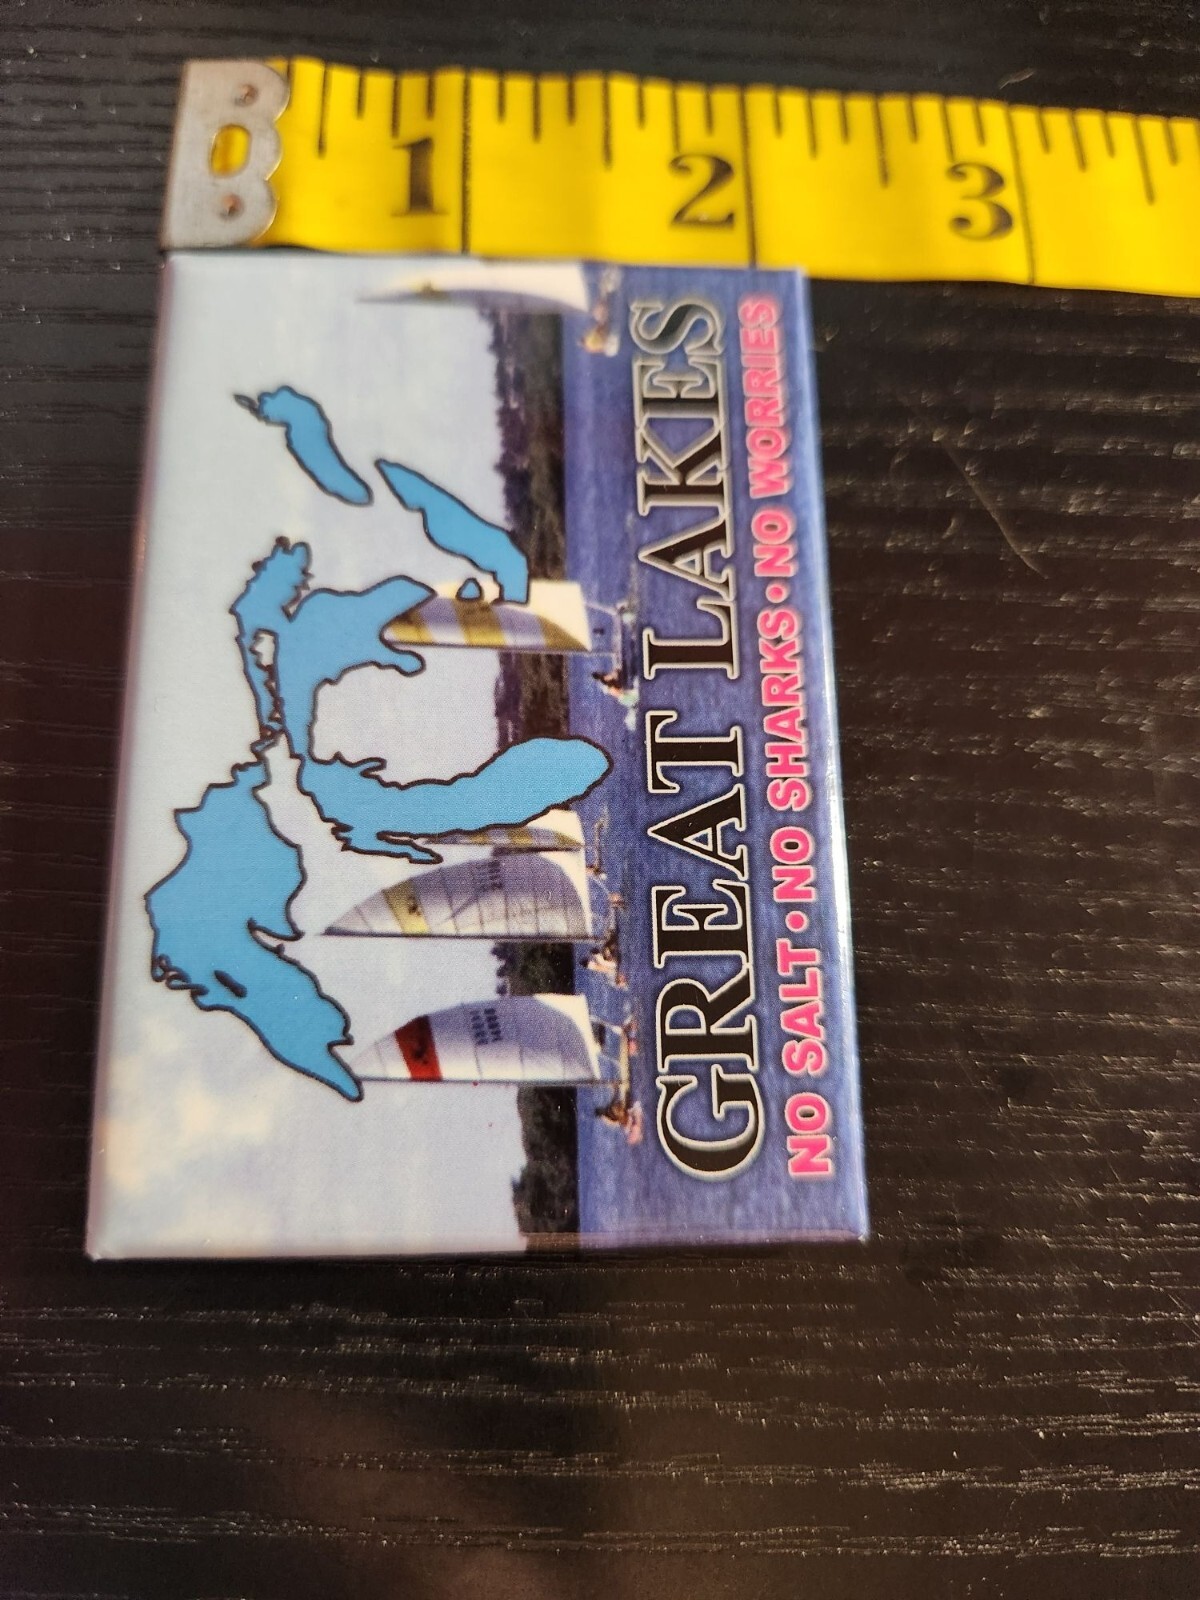 1 2 3
GREAT LAKES
NO SALT • NO SHARKS • NO WORRIES